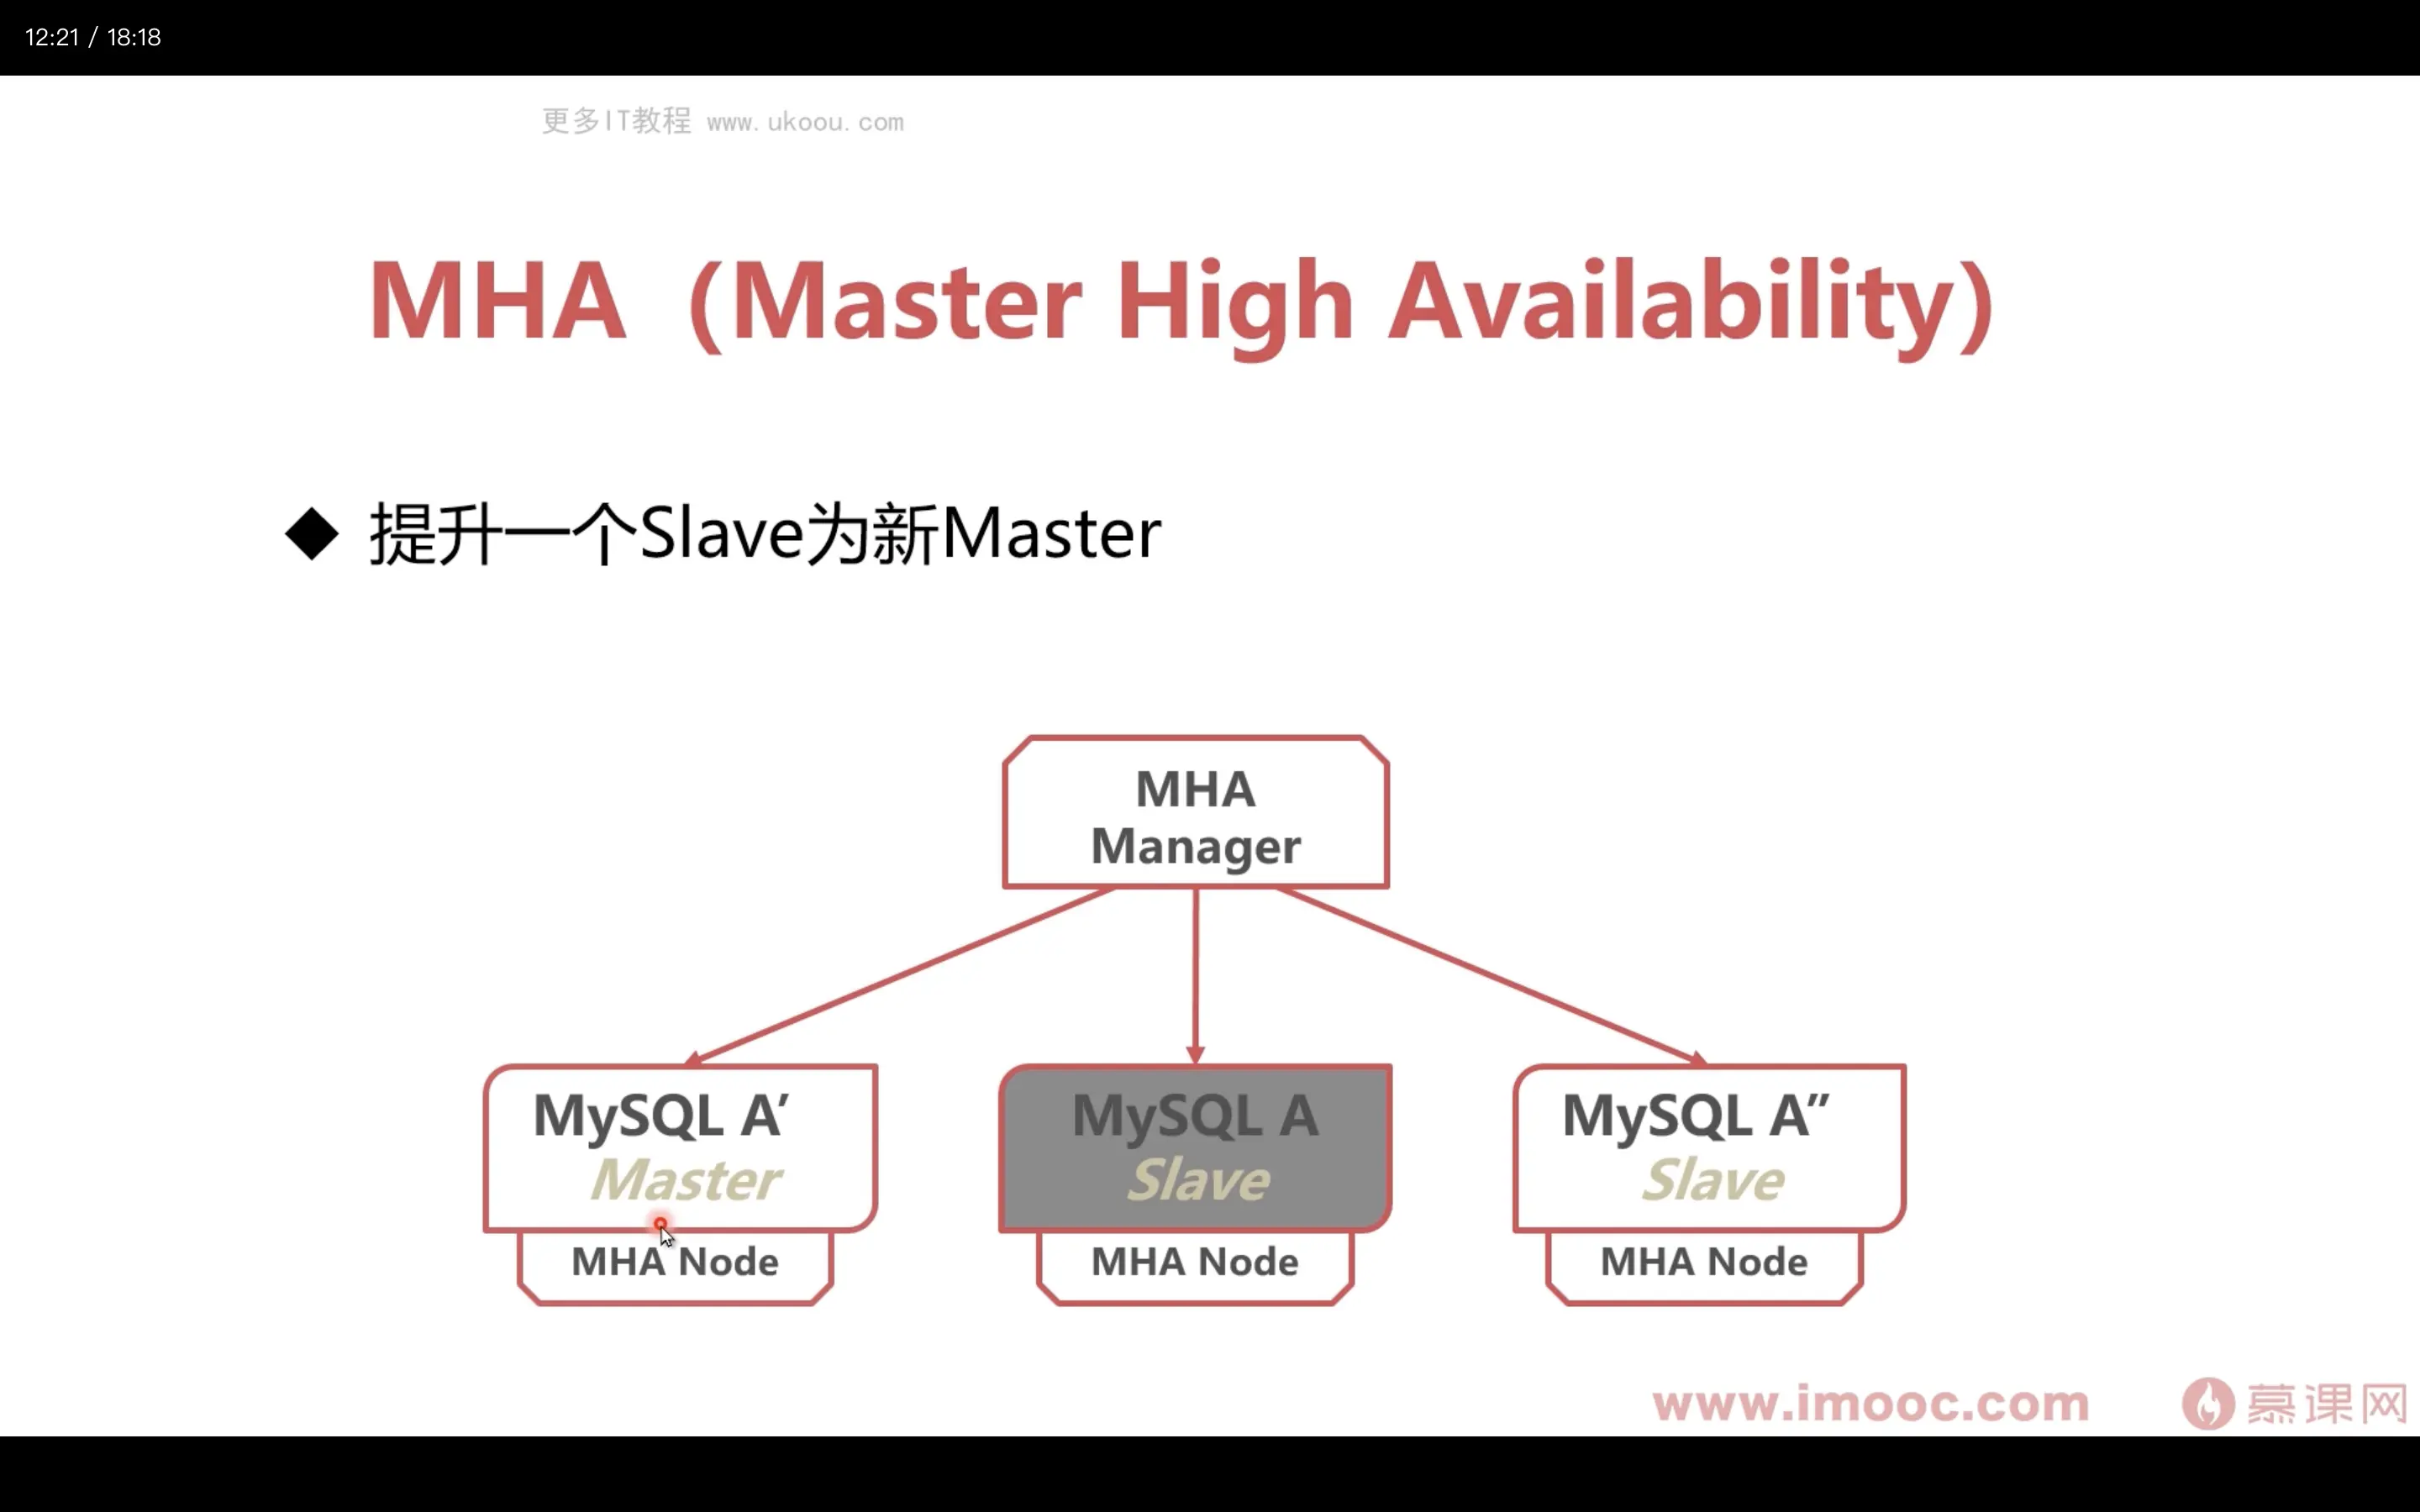 12:21 / 18:18
更多IT教程 www.ukoou.com
MHA（Master High Availability）
◆ 提升一个Slave为新Master
MHA
Manager
MySQL A’
Master
MHA Node
MySQL A
Slave
MHA Node
MySQL A”
Slave
MHA Node
www.imooc.com 慕课网